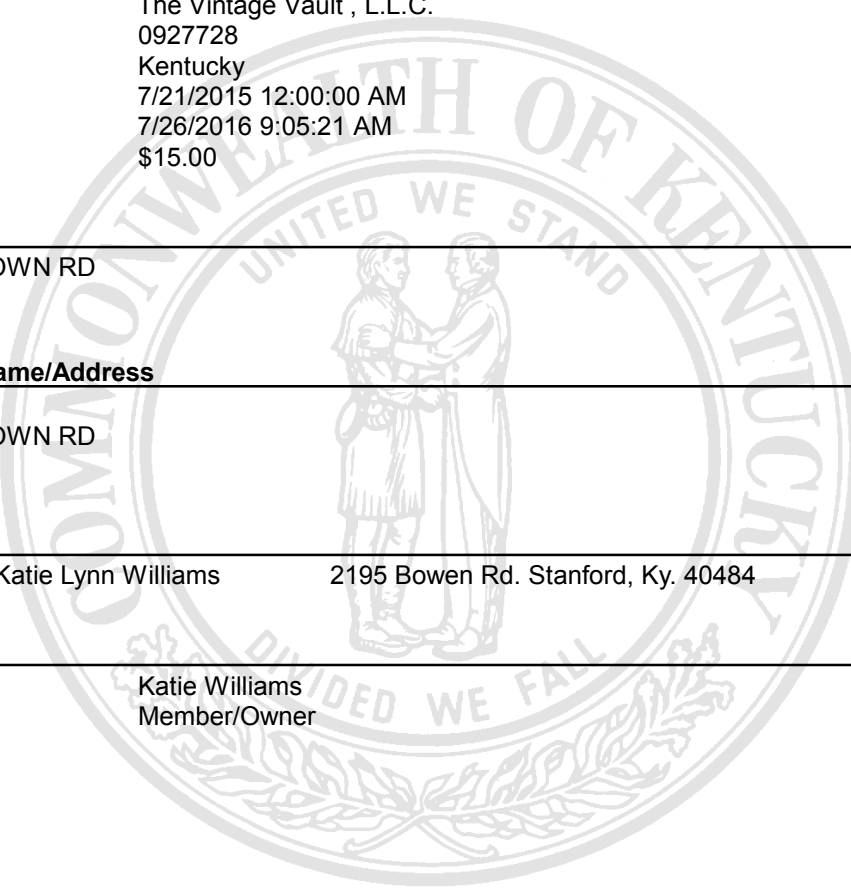 The Vintage Vault , L.L.C.
0927728
Kentucky
7/21/2015 12:00:00 AM
7/26/2016 9:05:21 AM
$15.00
OWN RD
ame/Address
OWN RD
Katie Lynn Williams 2195 Bowen Rd. Stanford, Ky. 40484
Katie Williams
Member/Owner
COMMONWEALTH OF KENTUCKY
UNITED WE STAND
DIVIDED WE FALL